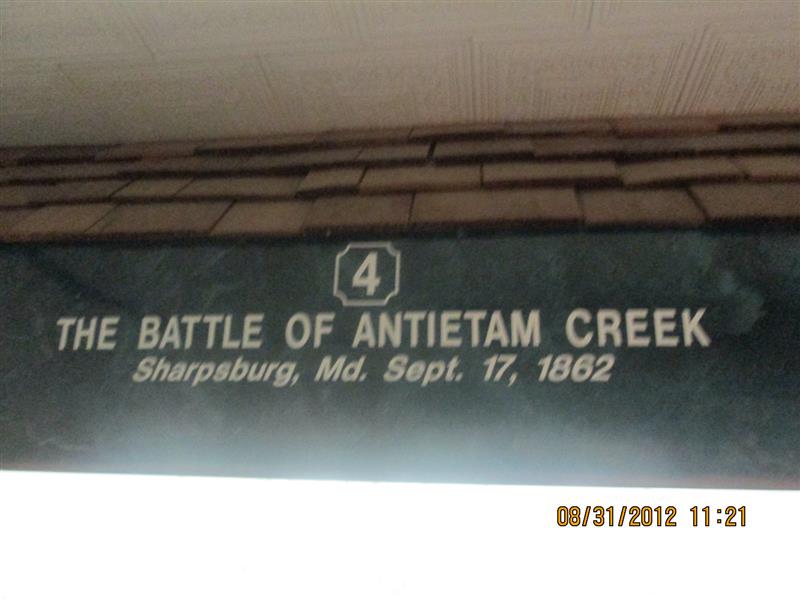 4
THE BATTLE OF ANTIETAM CREEK
Sharpsburg, Md. Sept. 17, 1862
08/31/2012 11:21